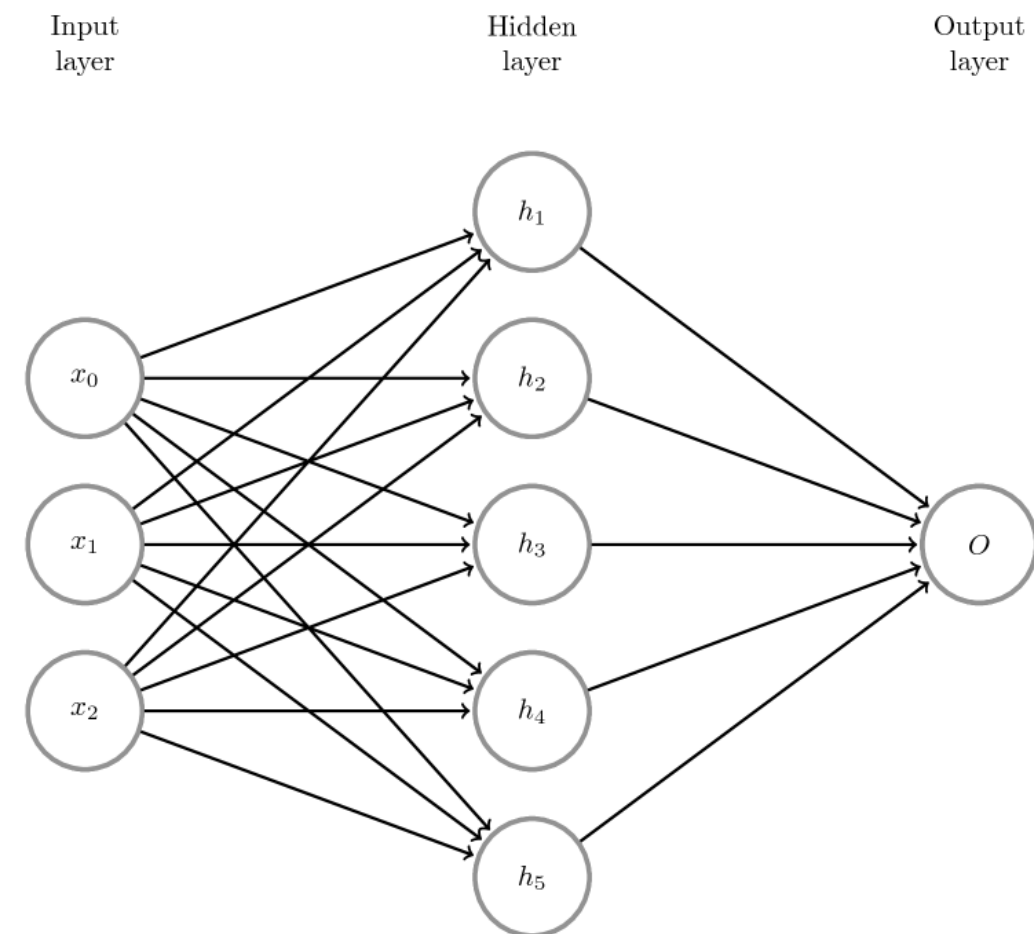 Input
layer
Hidden
layer
Output
layer
h₁
x₀
h₂
x₁
h₃
O
x₂
h₄
h₅